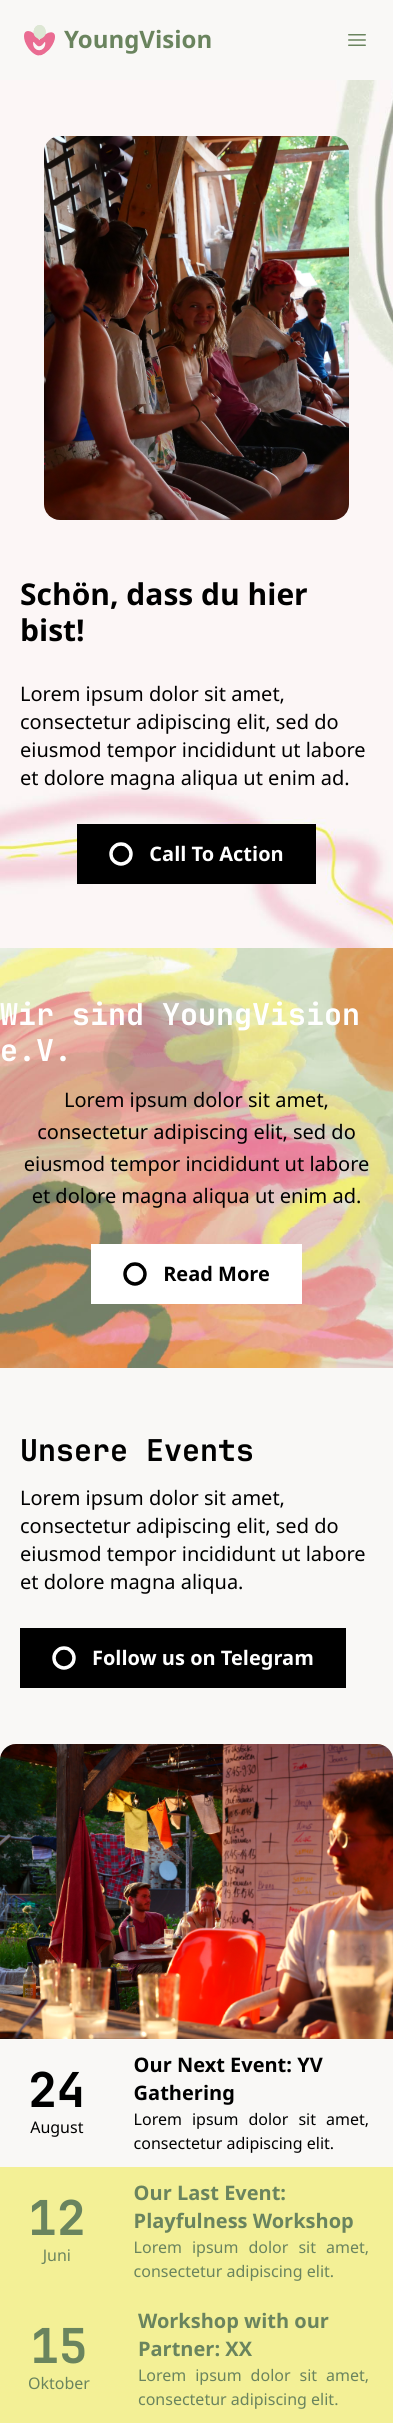 YoungVision
Schön, dass du hier
bist!
Lorem ipsum dolor sit amet,
consectetur adipiscing elit, sed do
eiusmod tempor incididunt ut labore
et dolore magna aliqua ut enim ad.
Call To Action
Wir sind YoungVision
e.V.
Lorem ipsum dolor sit amet,
consectetur adipiscing elit, sed do
eiusmod tempor incididunt ut labore
et dolore magna aliqua ut enim ad.
Read More
Unsere Events
Lorem ipsum dolor sit amet,
consectetur adipiscing elit, sed do
eiusmod tempor incididunt ut labore
et dolore magna aliqua.
Follow us on Telegram
24
August
Our Next Event: YV
Gathering
Lorem ipsum dolor sit amet,
consectetur adipiscing elit.
12
Juni
Our Last Event:
Playfulness Workshop
Lorem ipsum dolor sit amet,
consectetur adipiscing elit.
15
Oktober
Workshop with our
Partner: XX
Lorem ipsum dolor sit amet,
consectetur adipiscing elit.